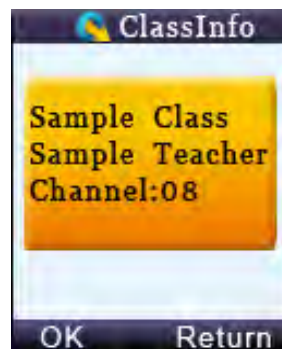 ClassInfo
Sample Class
Sample Teacher
Channel:08
OK Return